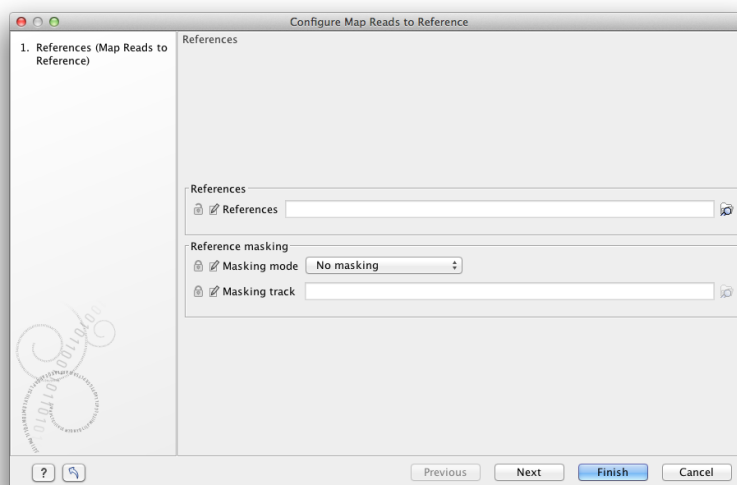 Configure Map Reads to Reference
1. References (Map Reads to
Reference)
References
References
References
Reference masking
Masking mode No masking
Masking track
? Previous Next Finish Cancel